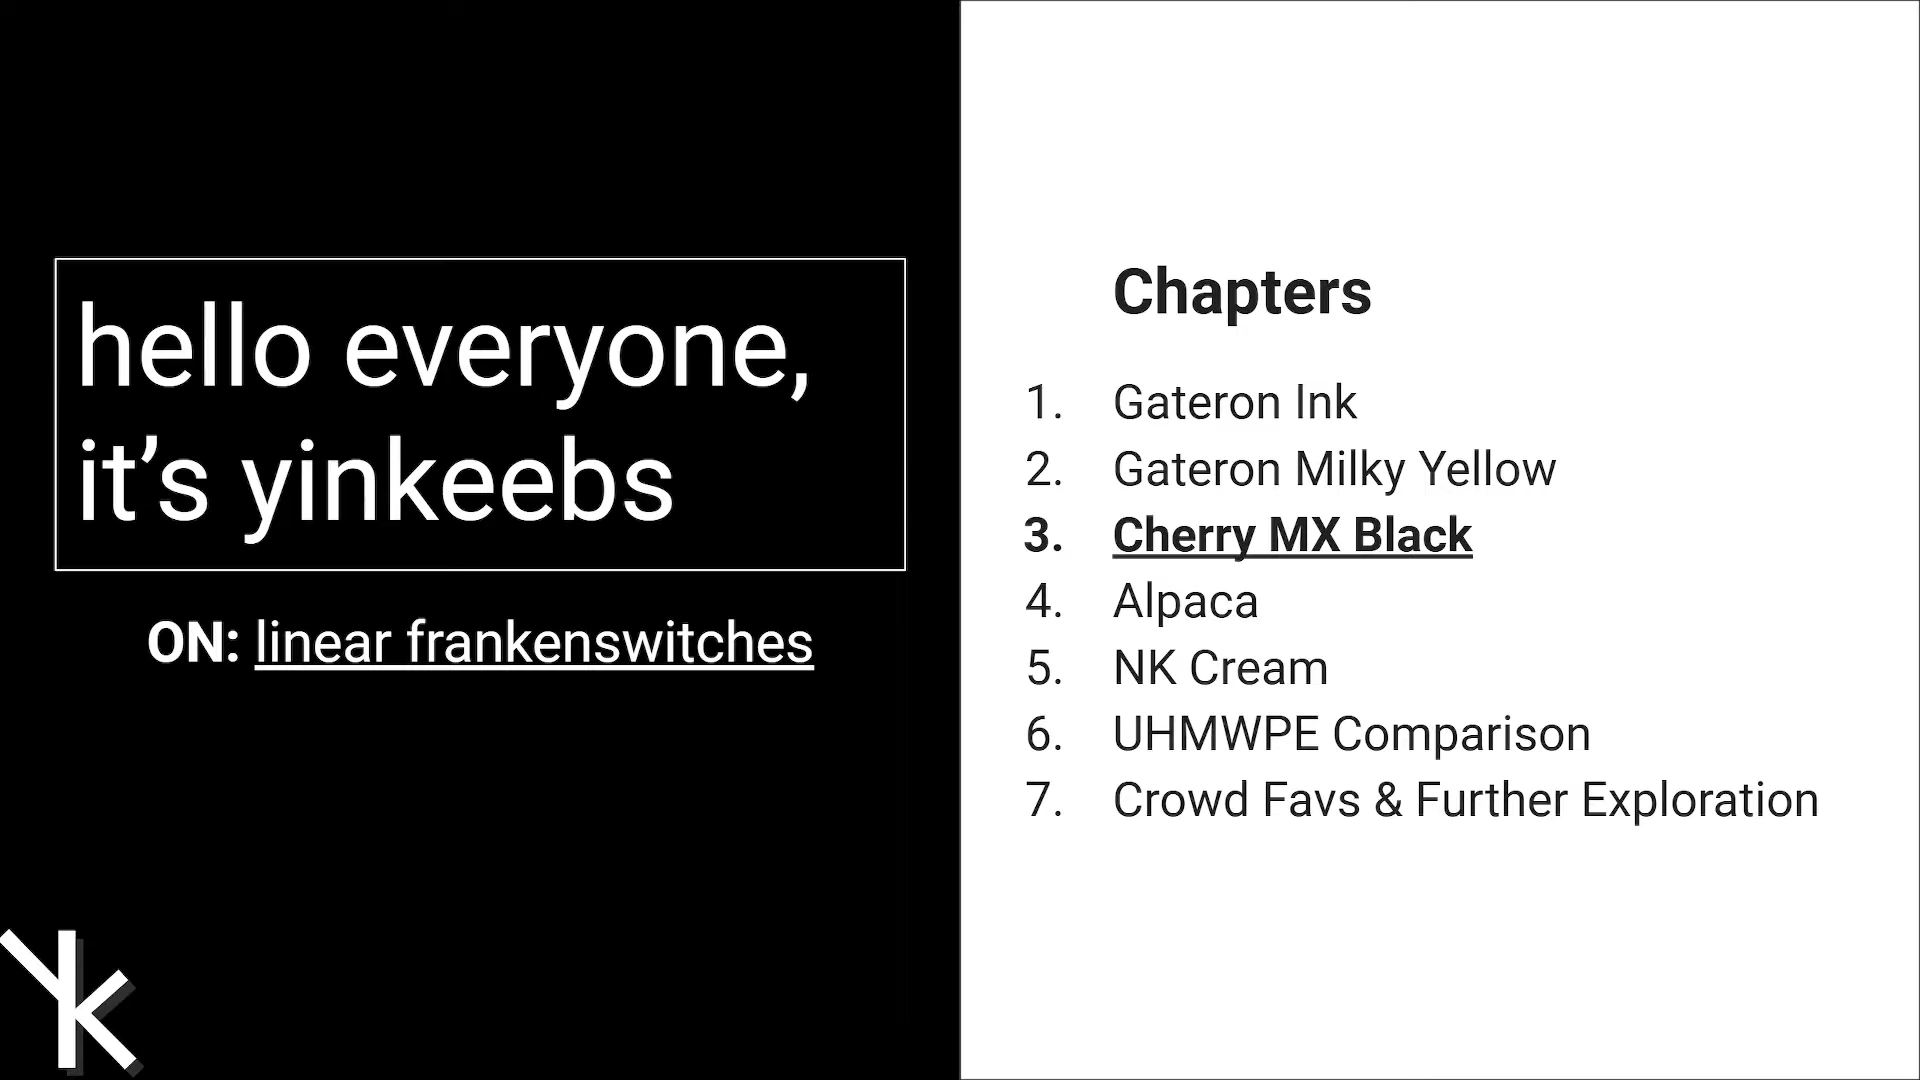 hello everyone,
it’s yinkeebs
ON: linear frankenswitches
Chapters
1. Gateron Ink
2. Gateron Milky Yellow
3. Cherry MX Black
4. Alpaca
5. NK Cream
6. UHMWPE Comparison
7. Crowd Favs & Further Exploration
yk